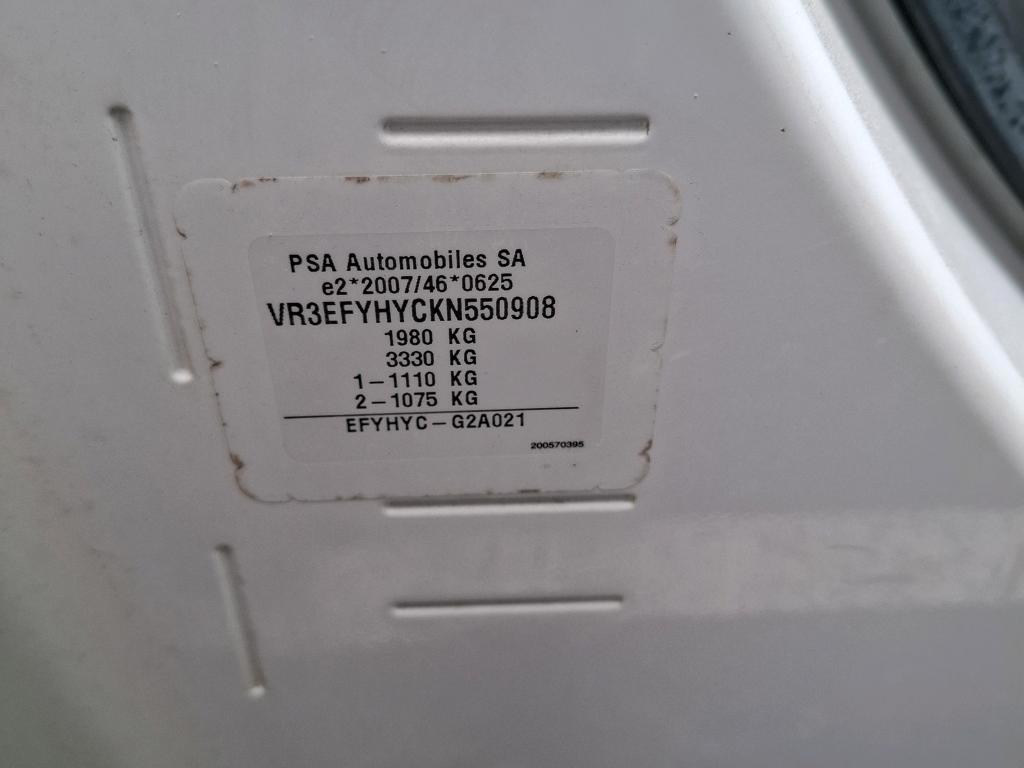 PSA Automobiles SA
e2*2007/46*0625
VR3EFYHYCKN550908
1980 KG
3330 KG
1-1110 KG
2-1075 KG
EFYHYC-G2A021
200570395